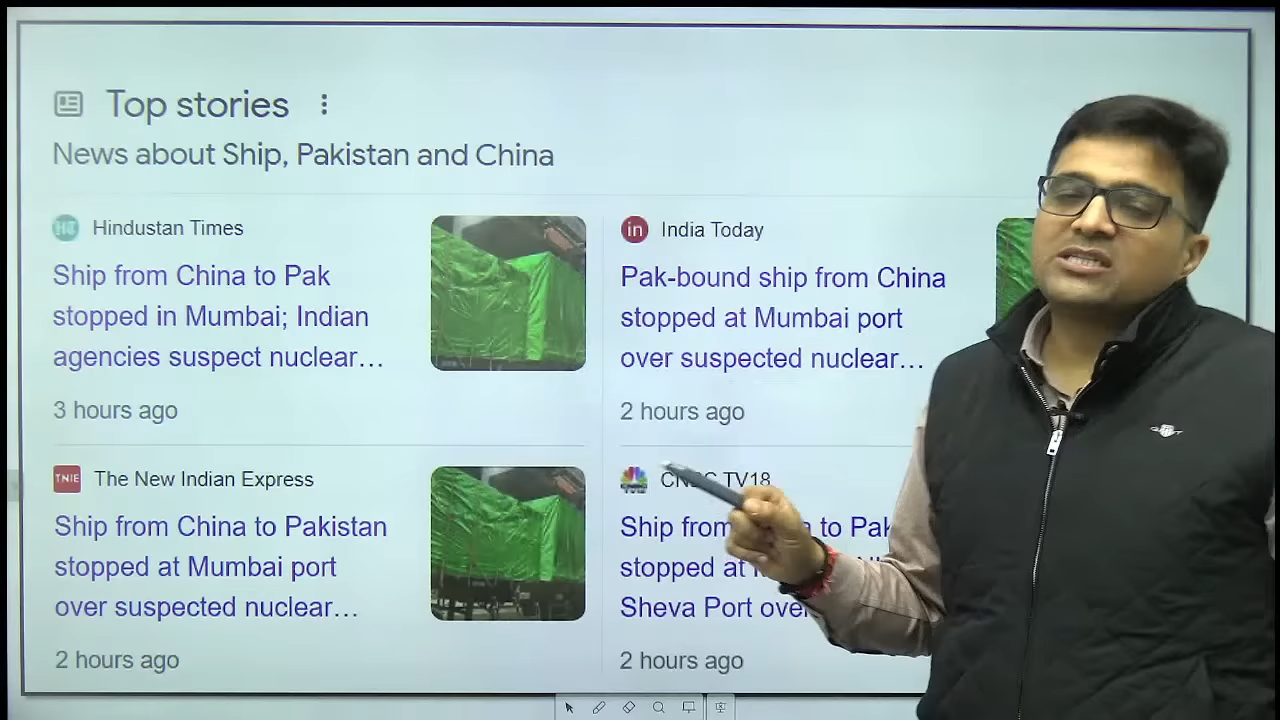 Top stories
News about Ship, Pakistan and China
Hindustan Times
Ship from China to Pak
stopped in Mumbai; Indian
agencies suspect nuclear...
3 hours ago
in India Today
Pak-bound ship from China
stopped at Mumbai port
over suspected nuclear...
2 hours ago
TNIE The New Indian Express
Ship from China to Pakistan
stopped at Mumbai port
over suspected nuclear...
2 hours ago
TV18
Ship to
stopped at
Sheva Port
2 hours ago